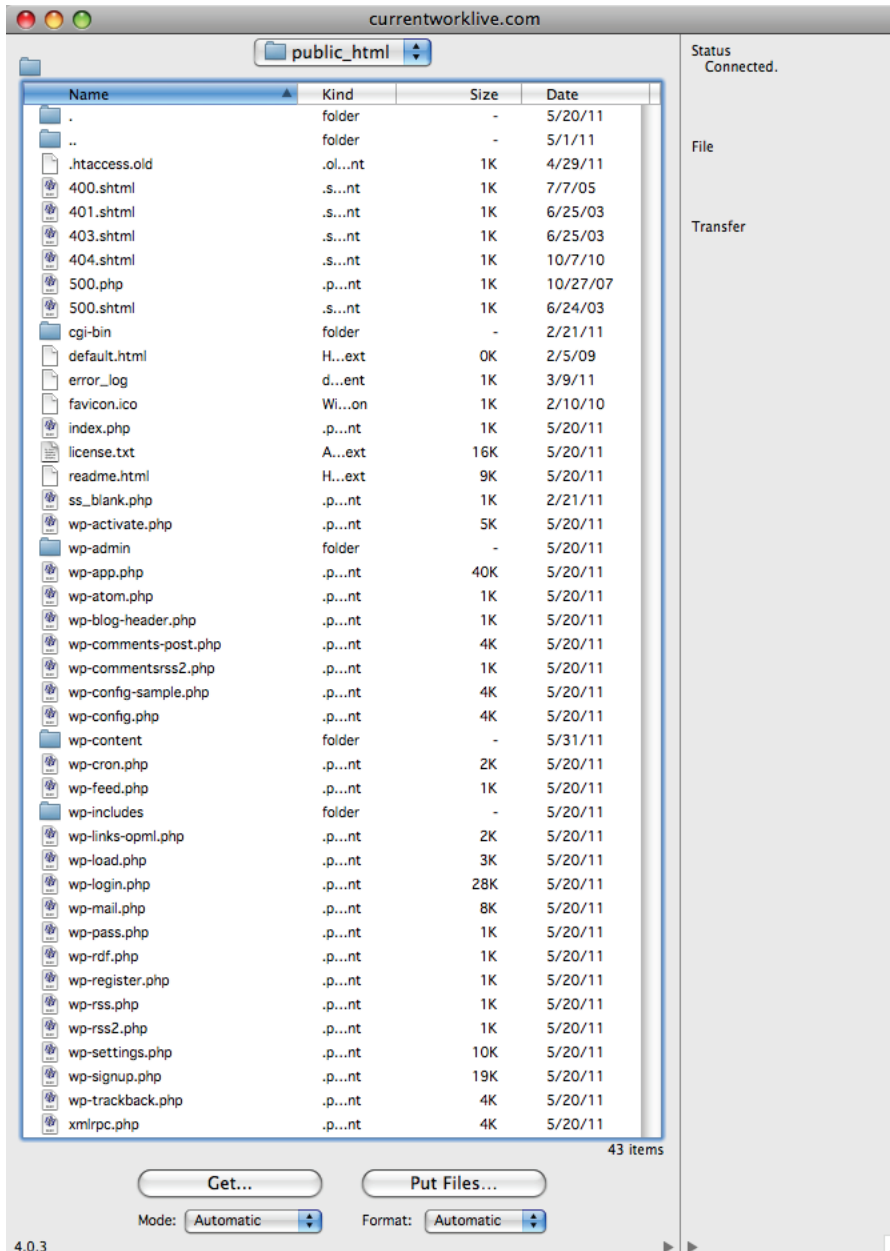 currentworklive.com
public_html
Status
Connected.
Name Kind Size Date
. folder - 5/20/11
.. folder - 5/1/11
File
.htaccess.old .ol...nt 1K 4/29/11
400.shtml .s...nt 1K 7/7/05
401.shtml .s...nt 1K 6/25/03
Transfer
403.shtml .s...nt 1K 6/25/03
404.shtml .s...nt 1K 10/7/10
500.php .p...nt 1K 10/27/07
500.shtml .s...nt 1K 6/24/03
cgi-bin folder - 2/21/11
default.html H...ext 0K 2/5/09
error_log d...ent 1K 3/9/11
favicon.ico Wi...on 1K 2/10/10
index.php .p...nt 1K 5/20/11
license.txt A...ext 16K 5/20/11
readme.html H...ext 9K 5/20/11
ss_blank.php .p...nt 1K 2/21/11
wp-activate.php .p...nt 5K 5/20/11
wp-admin folder - 5/20/11
wp-app.php .p...nt 40K 5/20/11
wp-atom.php .p...nt 1K 5/20/11
wp-blog-header.php .p...nt 1K 5/20/11
wp-comments-post.php .p...nt 4K 5/20/11
wp-commentsrss2.php .p...nt 1K 5/20/11
wp-config-sample.php .p...nt 4K 5/20/11
wp-config.php .p...nt 4K 5/20/11
wp-content folder - 5/31/11
wp-cron.php .p...nt 2K 5/20/11
wp-feed.php .p...nt 1K 5/20/11
wp-includes folder - 5/20/11
wp-links-opml.php .p...nt 2K 5/20/11
wp-load.php .p...nt 3K 5/20/11
wp-login.php .p...nt 28K 5/20/11
wp-mail.php .p...nt 8K 5/20/11
wp-pass.php .p...nt 1K 5/20/11
wp-rdf.php .p...nt 1K 5/20/11
wp-register.php .p...nt 1K 5/20/11
wp-rss.php .p...nt 1K 5/20/11
wp-rss2.php .p...nt 1K 5/20/11
wp-settings.php .p...nt 10K 5/20/11
wp-signup.php .p...nt 19K 5/20/11
wp-trackback.php .p...nt 4K 5/20/11
xmlrpc.php .p...nt 4K 5/20/11
43 items
Get... Put Files...
Mode: Automatic Format: Automatic
4.0.3